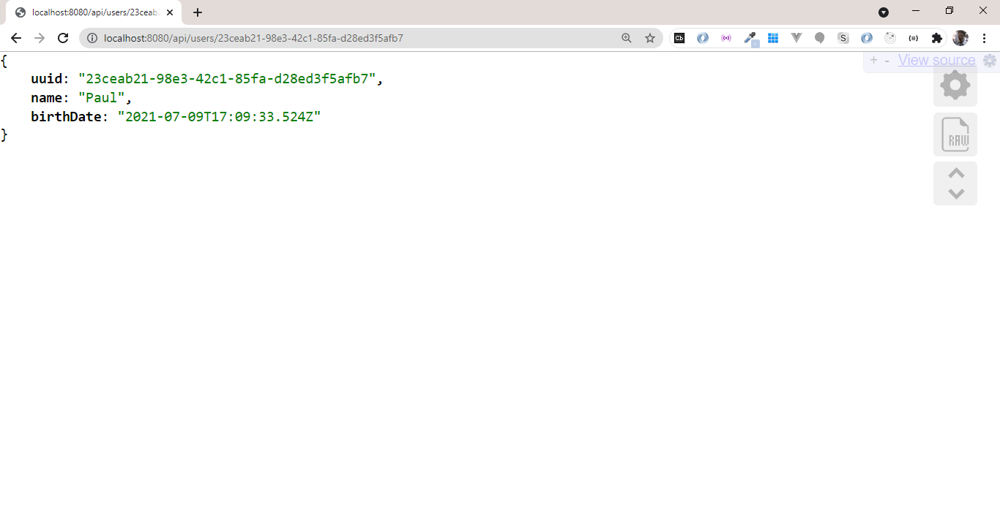 localhost:8080/api/users/23ceab
localhost:8080/api/users/23ceab21-98e3-42c1-85fa-d28ed3f5afb7
{
+ - View source
uuid: "23ceab21-98e3-42c1-85fa-d28ed3f5afb7",
name: "Paul",
birthDate: "2021-07-09T17:09:33.524Z"
}
RAW